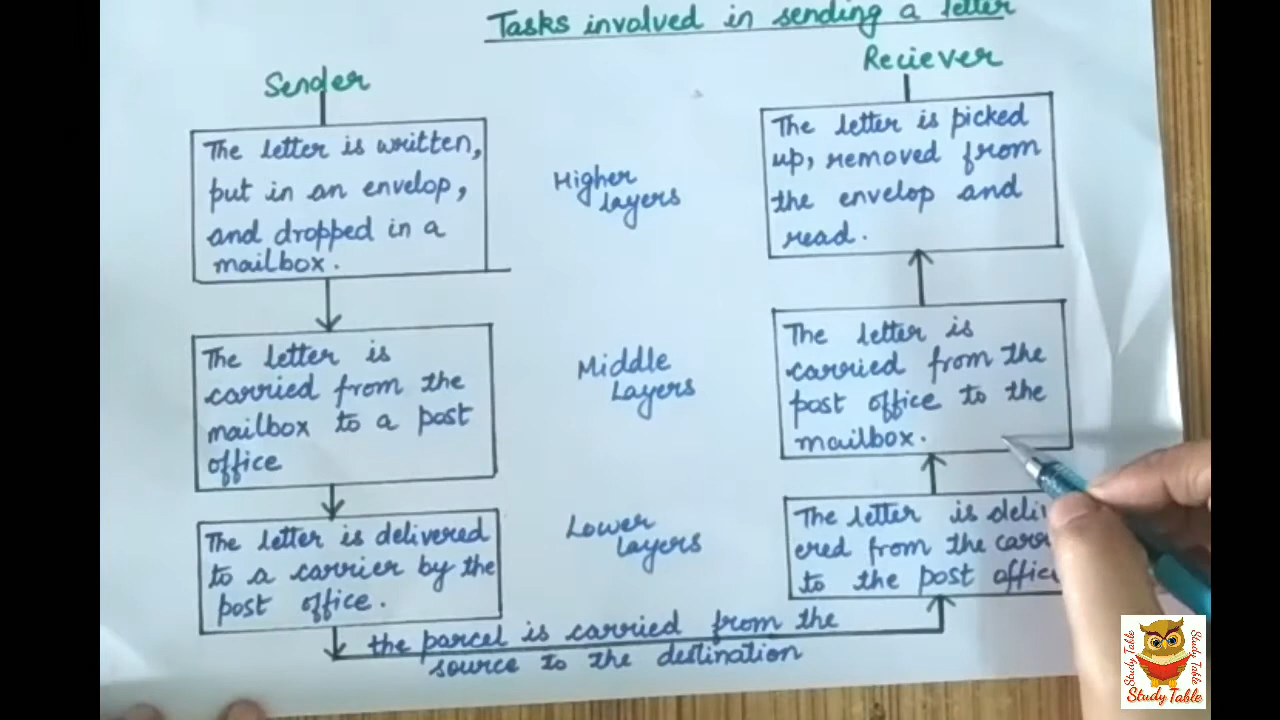 Tasks involved in sending a letter
Sender
The letter is written,
put in an envelop,
and dropped in a
mailbox.
The letter is
carried from the
mailbox to a post
office
The letter is delivered
to a carrier by the
post office.
the parcel is carried from the
source to the destination
Higher
layers
Middle
Layers
Lower
layers
Reciever
The letter is picked
up, removed from
the envelop and
read.
The letter is
carried from the
post office to the
mailbox.
The letter is deliv
ered from the carr
to the post offic
Study Table
Study Table
Study Table